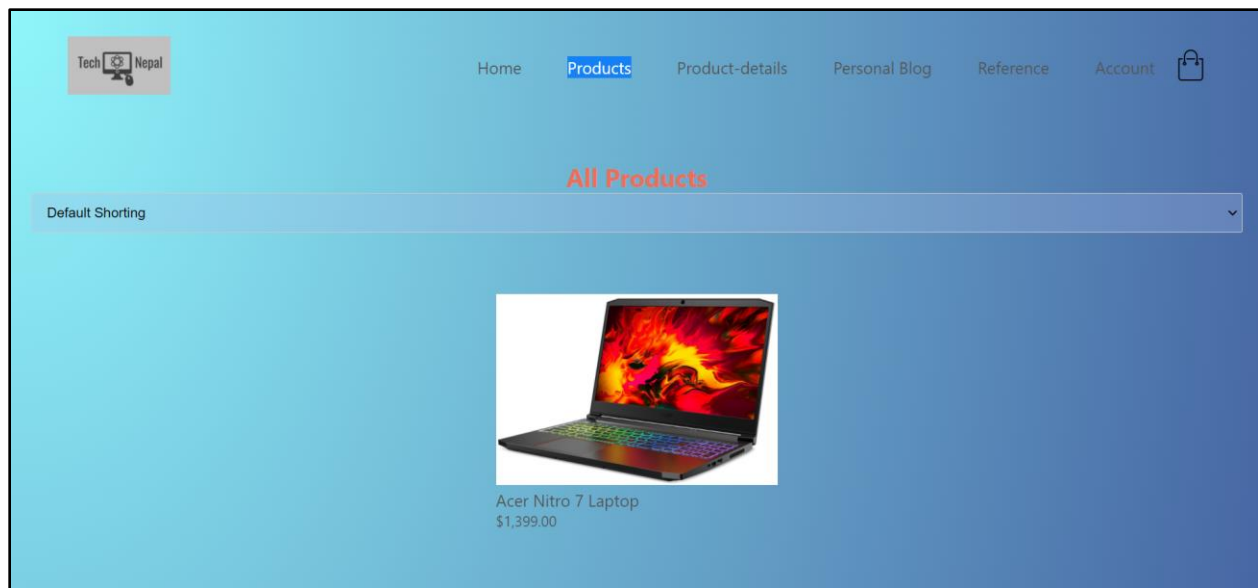 Tech Nepal
Home Products Product-details Personal Blog Reference Account
All Products
Default Shorting
Acer Nitro 7 Laptop
$1,399.00